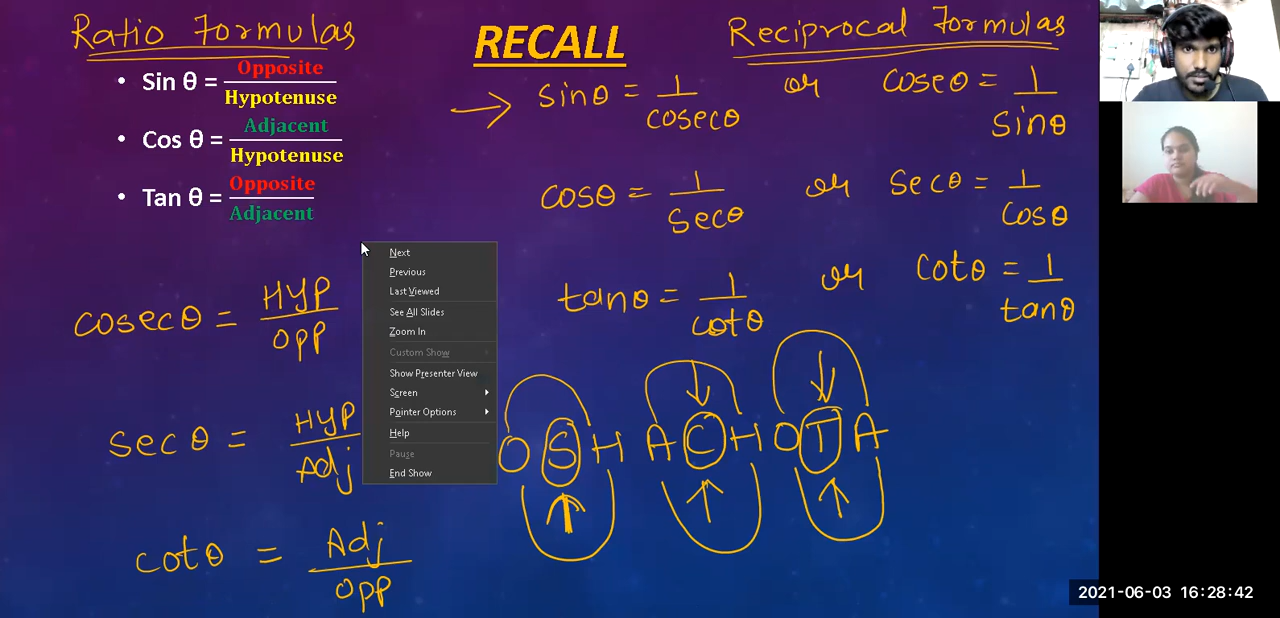 Ratio Formulas
RECALL
Reciprocal Formulas
• Sin θ = Opposite / Hypotenuse
• Cos θ = Adjacent / Hypotenuse
• Tan θ = Opposite / Adjacent
sinθ = 1 / cosecθ or cosecθ = 1 / sinθ
cosθ = 1 / secθ or secθ = 1 / cosθ
tanθ = 1 / cotθ or cotθ = 1 / tanθ
cosecθ = HYP / OPP
secθ = HYP / Adj
cotθ = Adj / OPP
Next
Previous
Last Viewed
See All Slides
Zoom In
Custom Show
Show Presenter View
Screen
Pointer Options
Help
Pause
End Show
O S H A C H O T A
2021-06-03 16:28:42